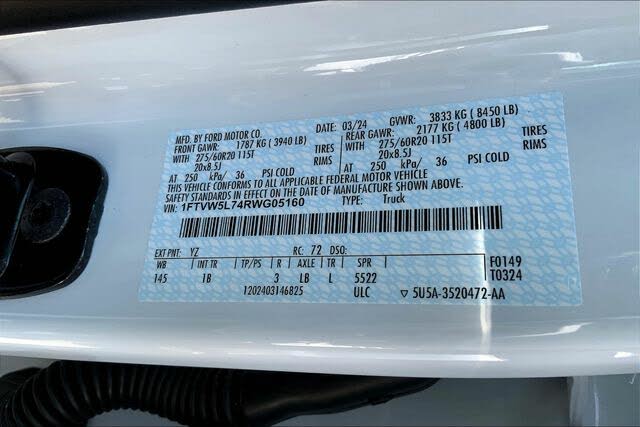 MFD. BY FORD MOTOR CO. DATE: 03/24 GVWR: 3833 KG ( 8450 LB)
FRONT GAWR: 1787 KG ( 3940 LB) REAR GAWR: 2177 KG ( 4800 LB)
WITH 275/60R20 115T TIRES WITH 275/60R20 115T TIRES
20x8.5J RIMS 20x8.5J RIMS
AT 250 kPa/ 36 PSI COLD AT 250 kPa/ 36 PSI COLD
THIS VEHICLE CONFORMS TO ALL APPLICABLE FEDERAL MOTOR VEHICLE
SAFETY STANDARDS IN EFFECT ON THE DATE OF MANUFACTURE SHOWN ABOVE.
VIN: 1FTVW5L74RWG05160 TYPE: Truck
EXT PNT: YZ RC: 72 DSO: F0149
WB INT TR TP/PS R AXLE TR SPR T0324
145 1B 3 LB L 5522
1202403146825 ULC ▽ 5U5A-3520472-AA